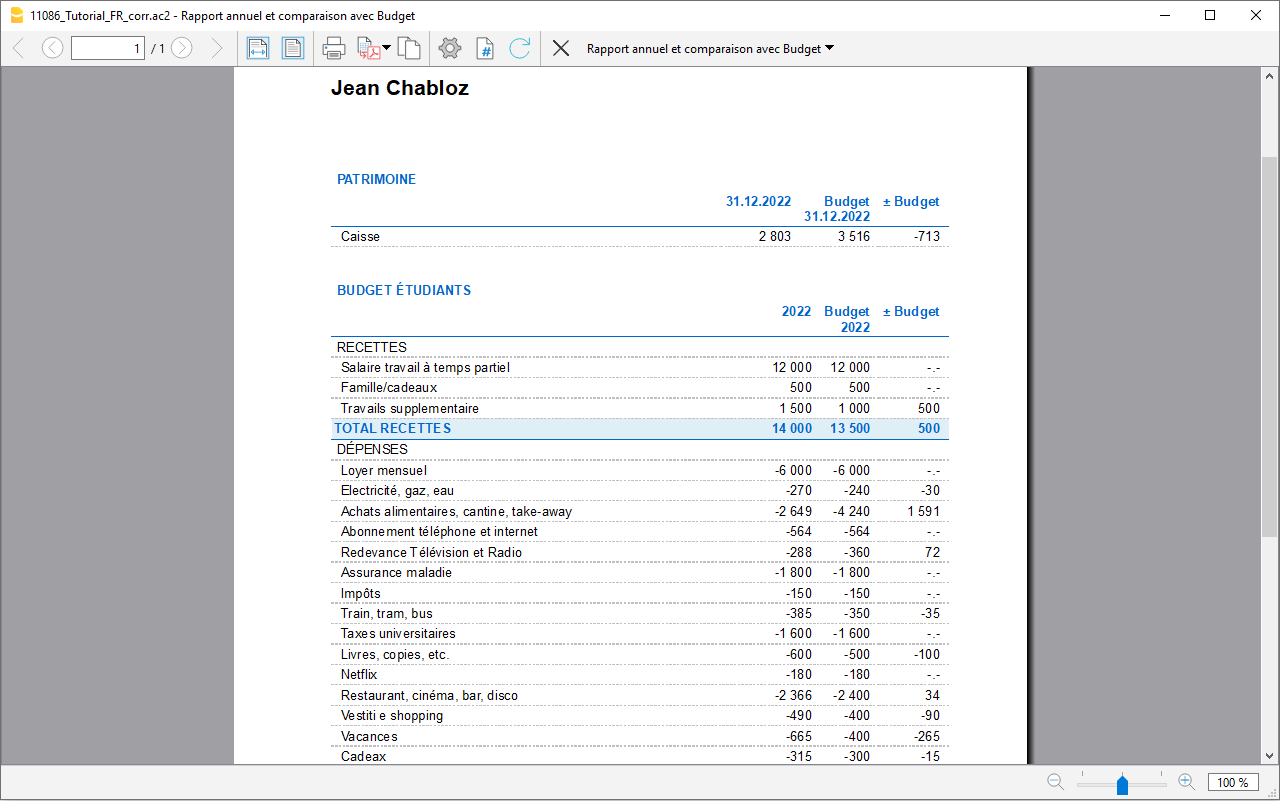 11086_Tutorial_FR_corr.ac2 - Rapport annuel et comparaison avec Budget
1 / 1 Rapport annuel et comparaison avec Budget
Jean Chabloz
PATRIMOINE
31.12.2022 Budget 31.12.2022 ± Budget
Caisse 2 803 3 516 -713
BUDGET ÉTUDIANTS
2022 Budget 2022 ± Budget
RECETTES
Salaire travail à temps partiel 12 000 12 000 -.-
Famille/cadeaux 500 500 -.-
Travails supplementaire 1 500 1 000 500
TOTAL RECETTES 14 000 13 500 500
DÉPENSES
Loyer mensuel -6 000 -6 000 -.-
Electricité, gaz, eau -270 -240 -30
Achats alimentaires, cantine, take-away -2 649 -4 240 1 591
Abonnement téléphone et internet -564 -564 -.-
Redevance Télévision et Radio -288 -360 72
Assurance maladie -1 800 -1 800 -.-
Impôts -150 -150 -.-
Train, tram, bus -385 -350 -35
Taxes universitaires -1 600 -1 600 -.-
Livres, copies, etc. -600 -500 -100
Netflix -180 -180 -.-
Restaurant, cinéma, bar, disco -2 366 -2 400 34
Vestiti e shopping -490 -400 -90
Vacances -665 -400 -265
Cadeax -315 -300 -15
100 %